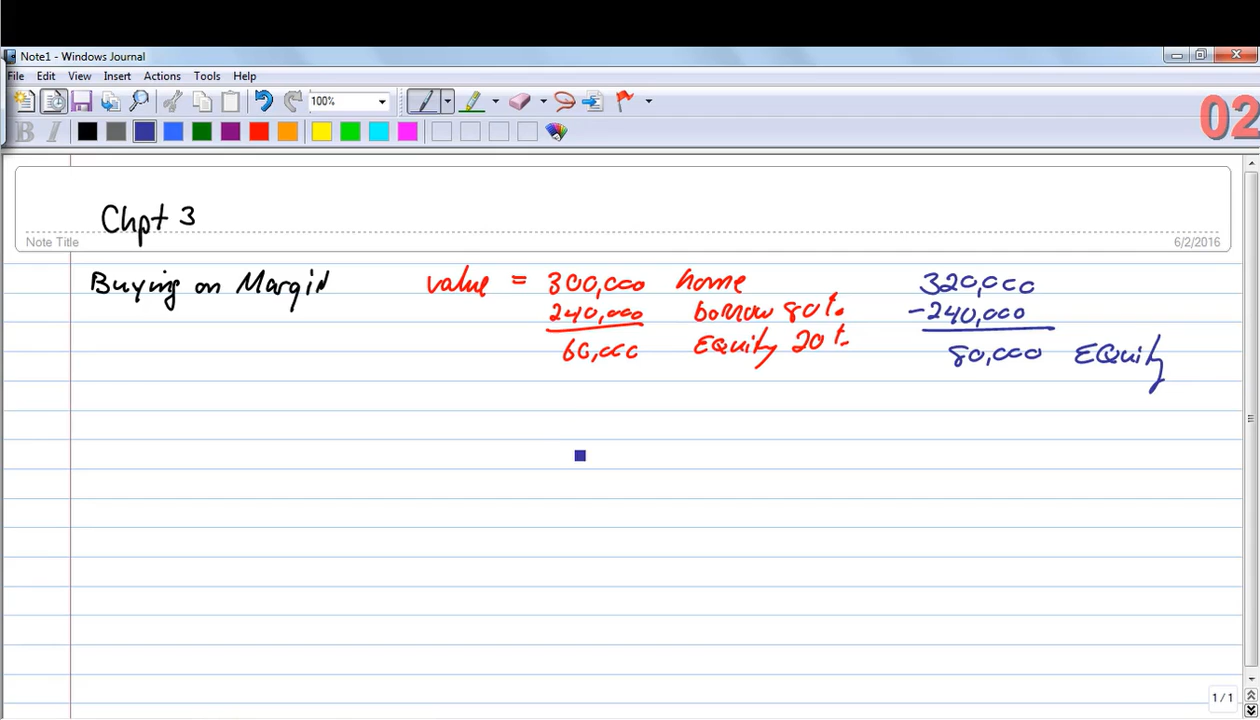 Note1 - Windows Journal
File Edit View Insert Actions Tools Help
100%
B I
02
Chpt 3
Note Title
6/2/2016
Buying on Margin value = 300,000 home 320,000
240,000 borrow 80% -240,000
60,000 Equity 20% 80,000 Equity
1 / 1